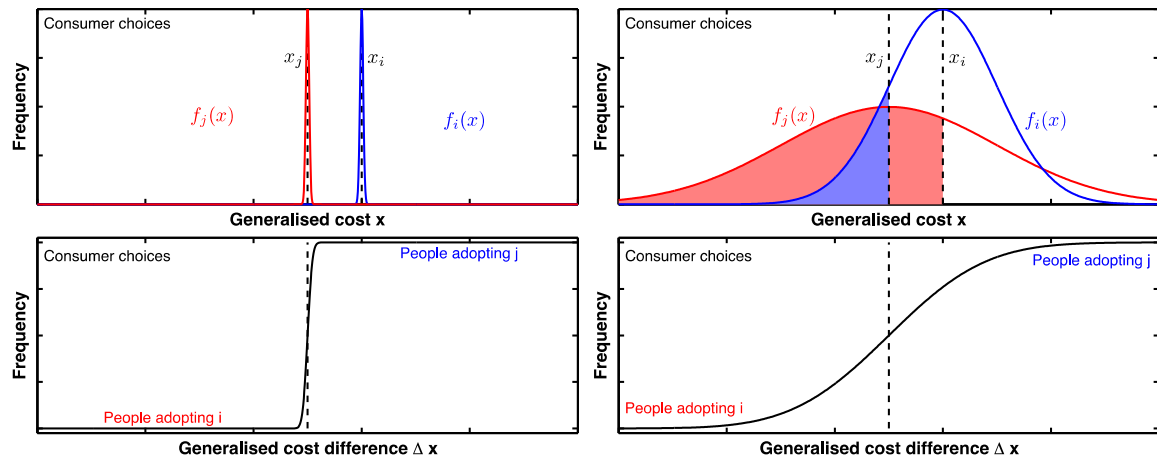 Consumer choices
Frequency
x_j
x_i
f_j(x)
f_i(x)
Generalised cost x
Consumer choices
Frequency
x_j
x_i
f_j(x)
f_i(x)
Generalised cost x
Consumer choices
Frequency
People adopting j
People adopting i
Generalised cost difference Δ x
Consumer choices
Frequency
People adopting j
People adopting i
Generalised cost difference Δ x